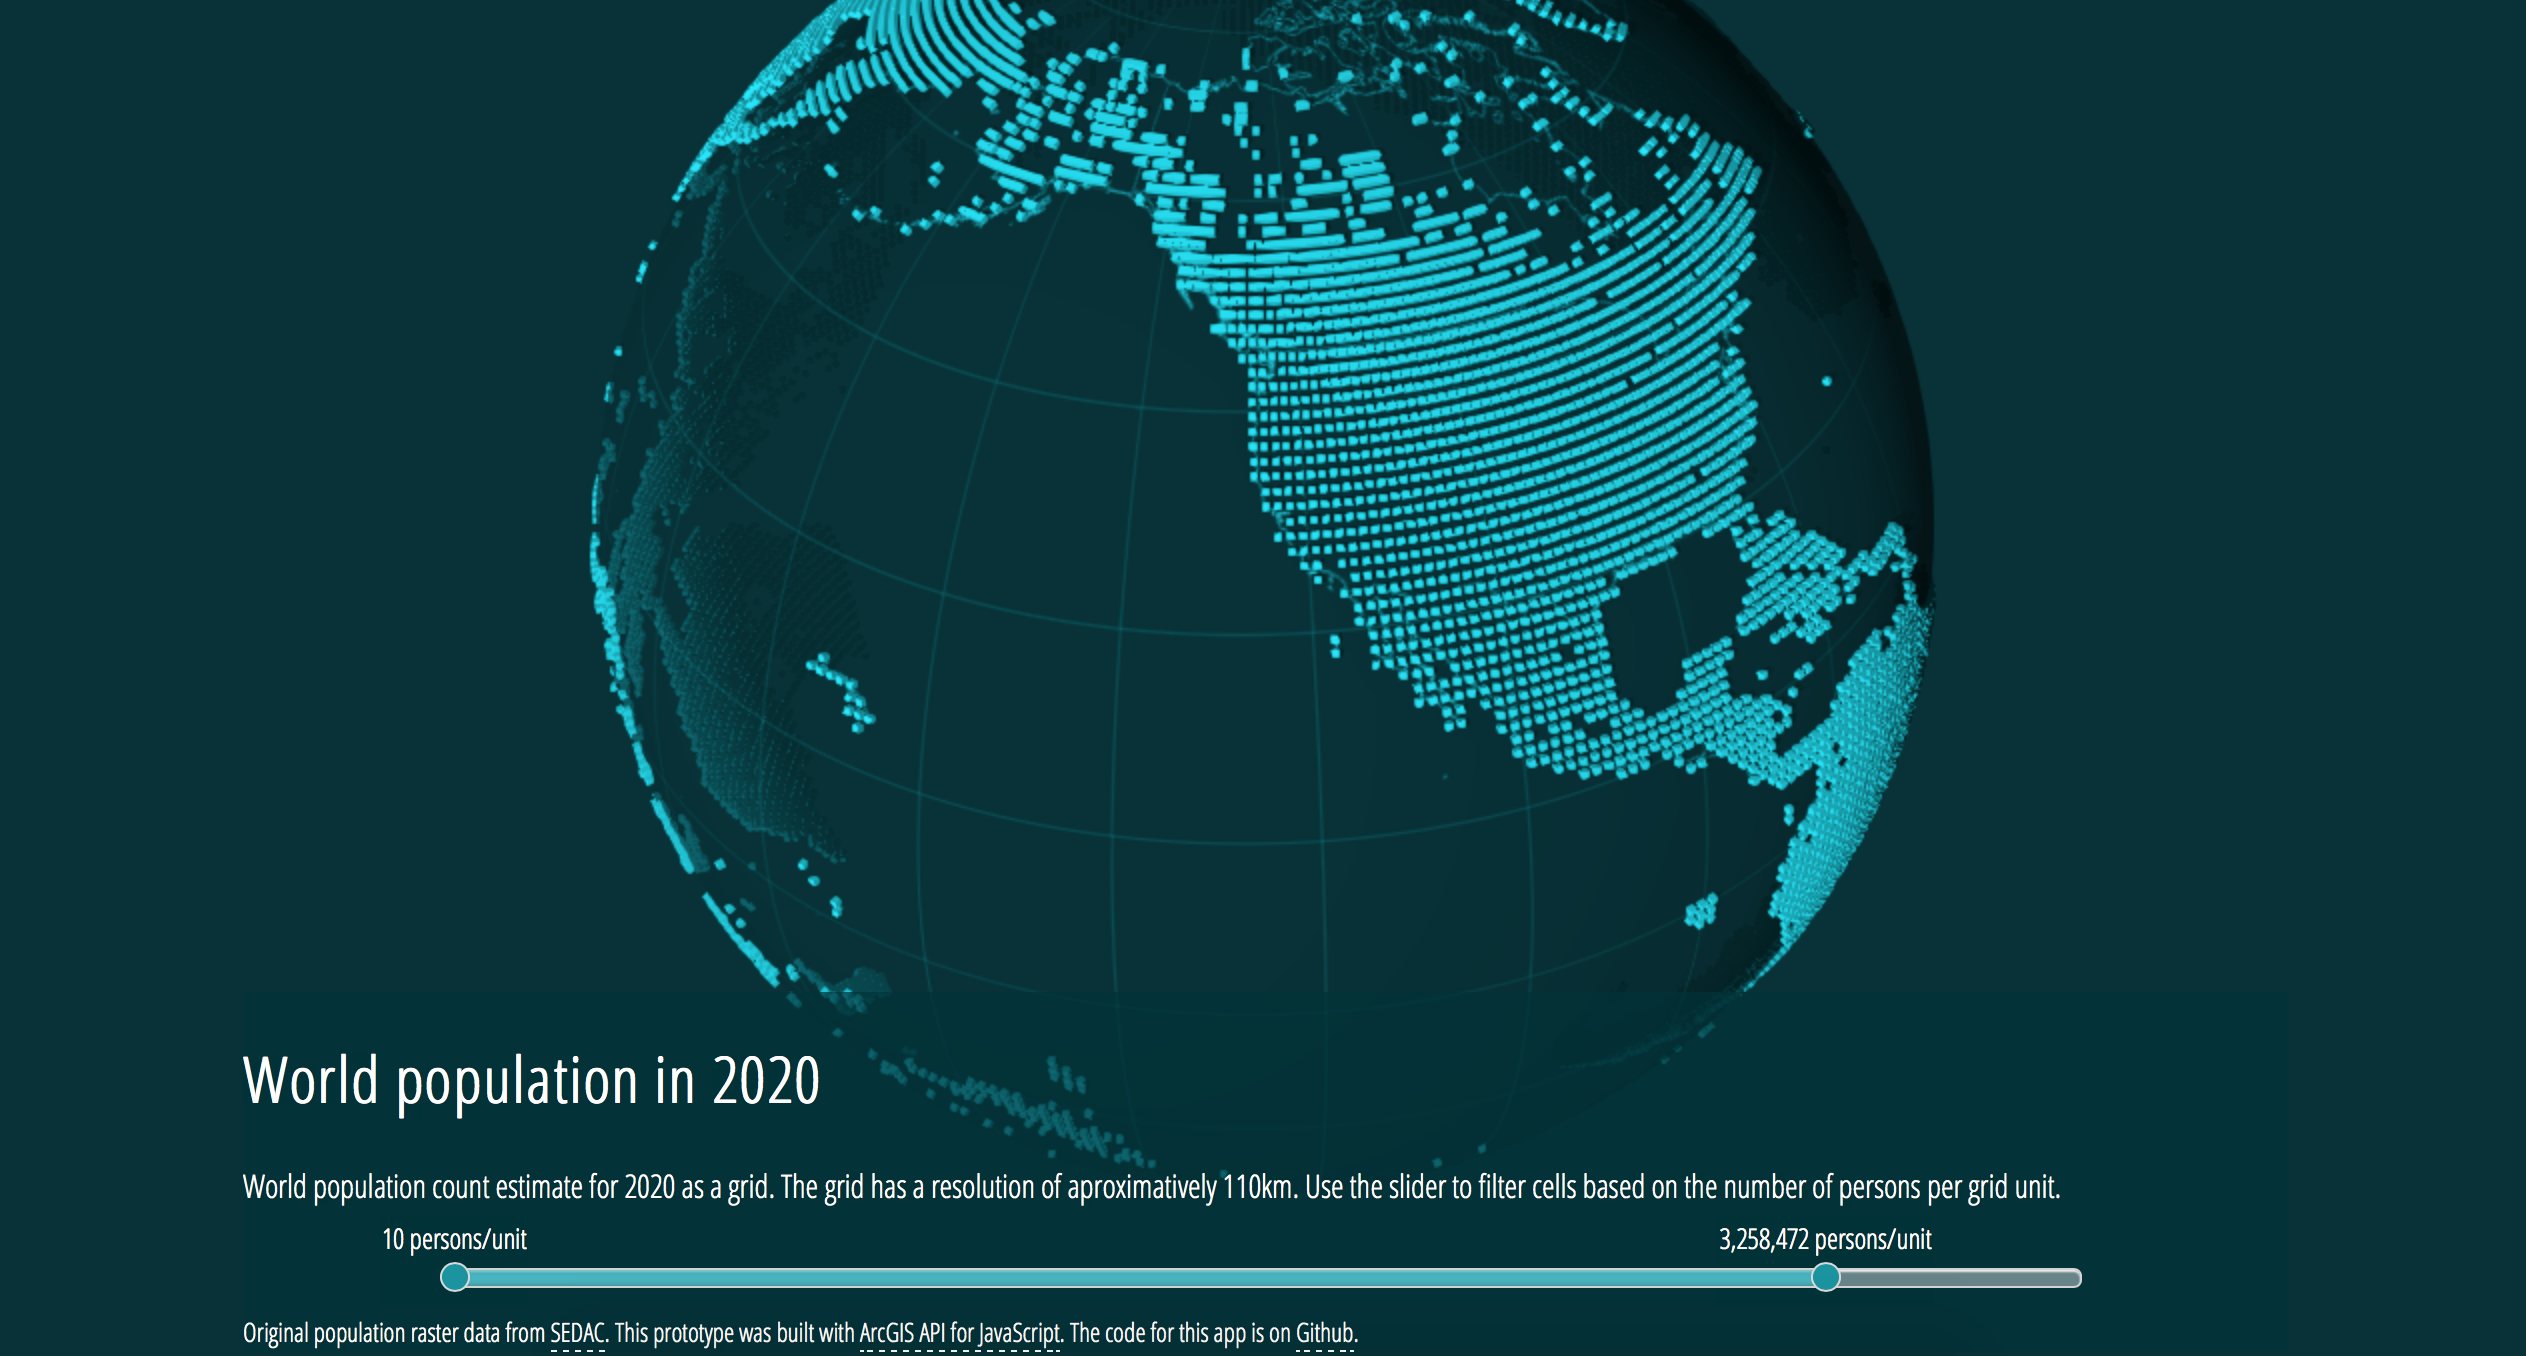 World population in 2020
World population count estimate for 2020 as a grid. The grid has a resolution of aproximatively 110km. Use the slider to filter cells based on the number of persons per grid unit.
10 persons/unit
3,258,472 persons/unit
Original population raster data from SEDAC. This prototype was built with ArcGIS API for JavaScript. The code for this app is on Github.